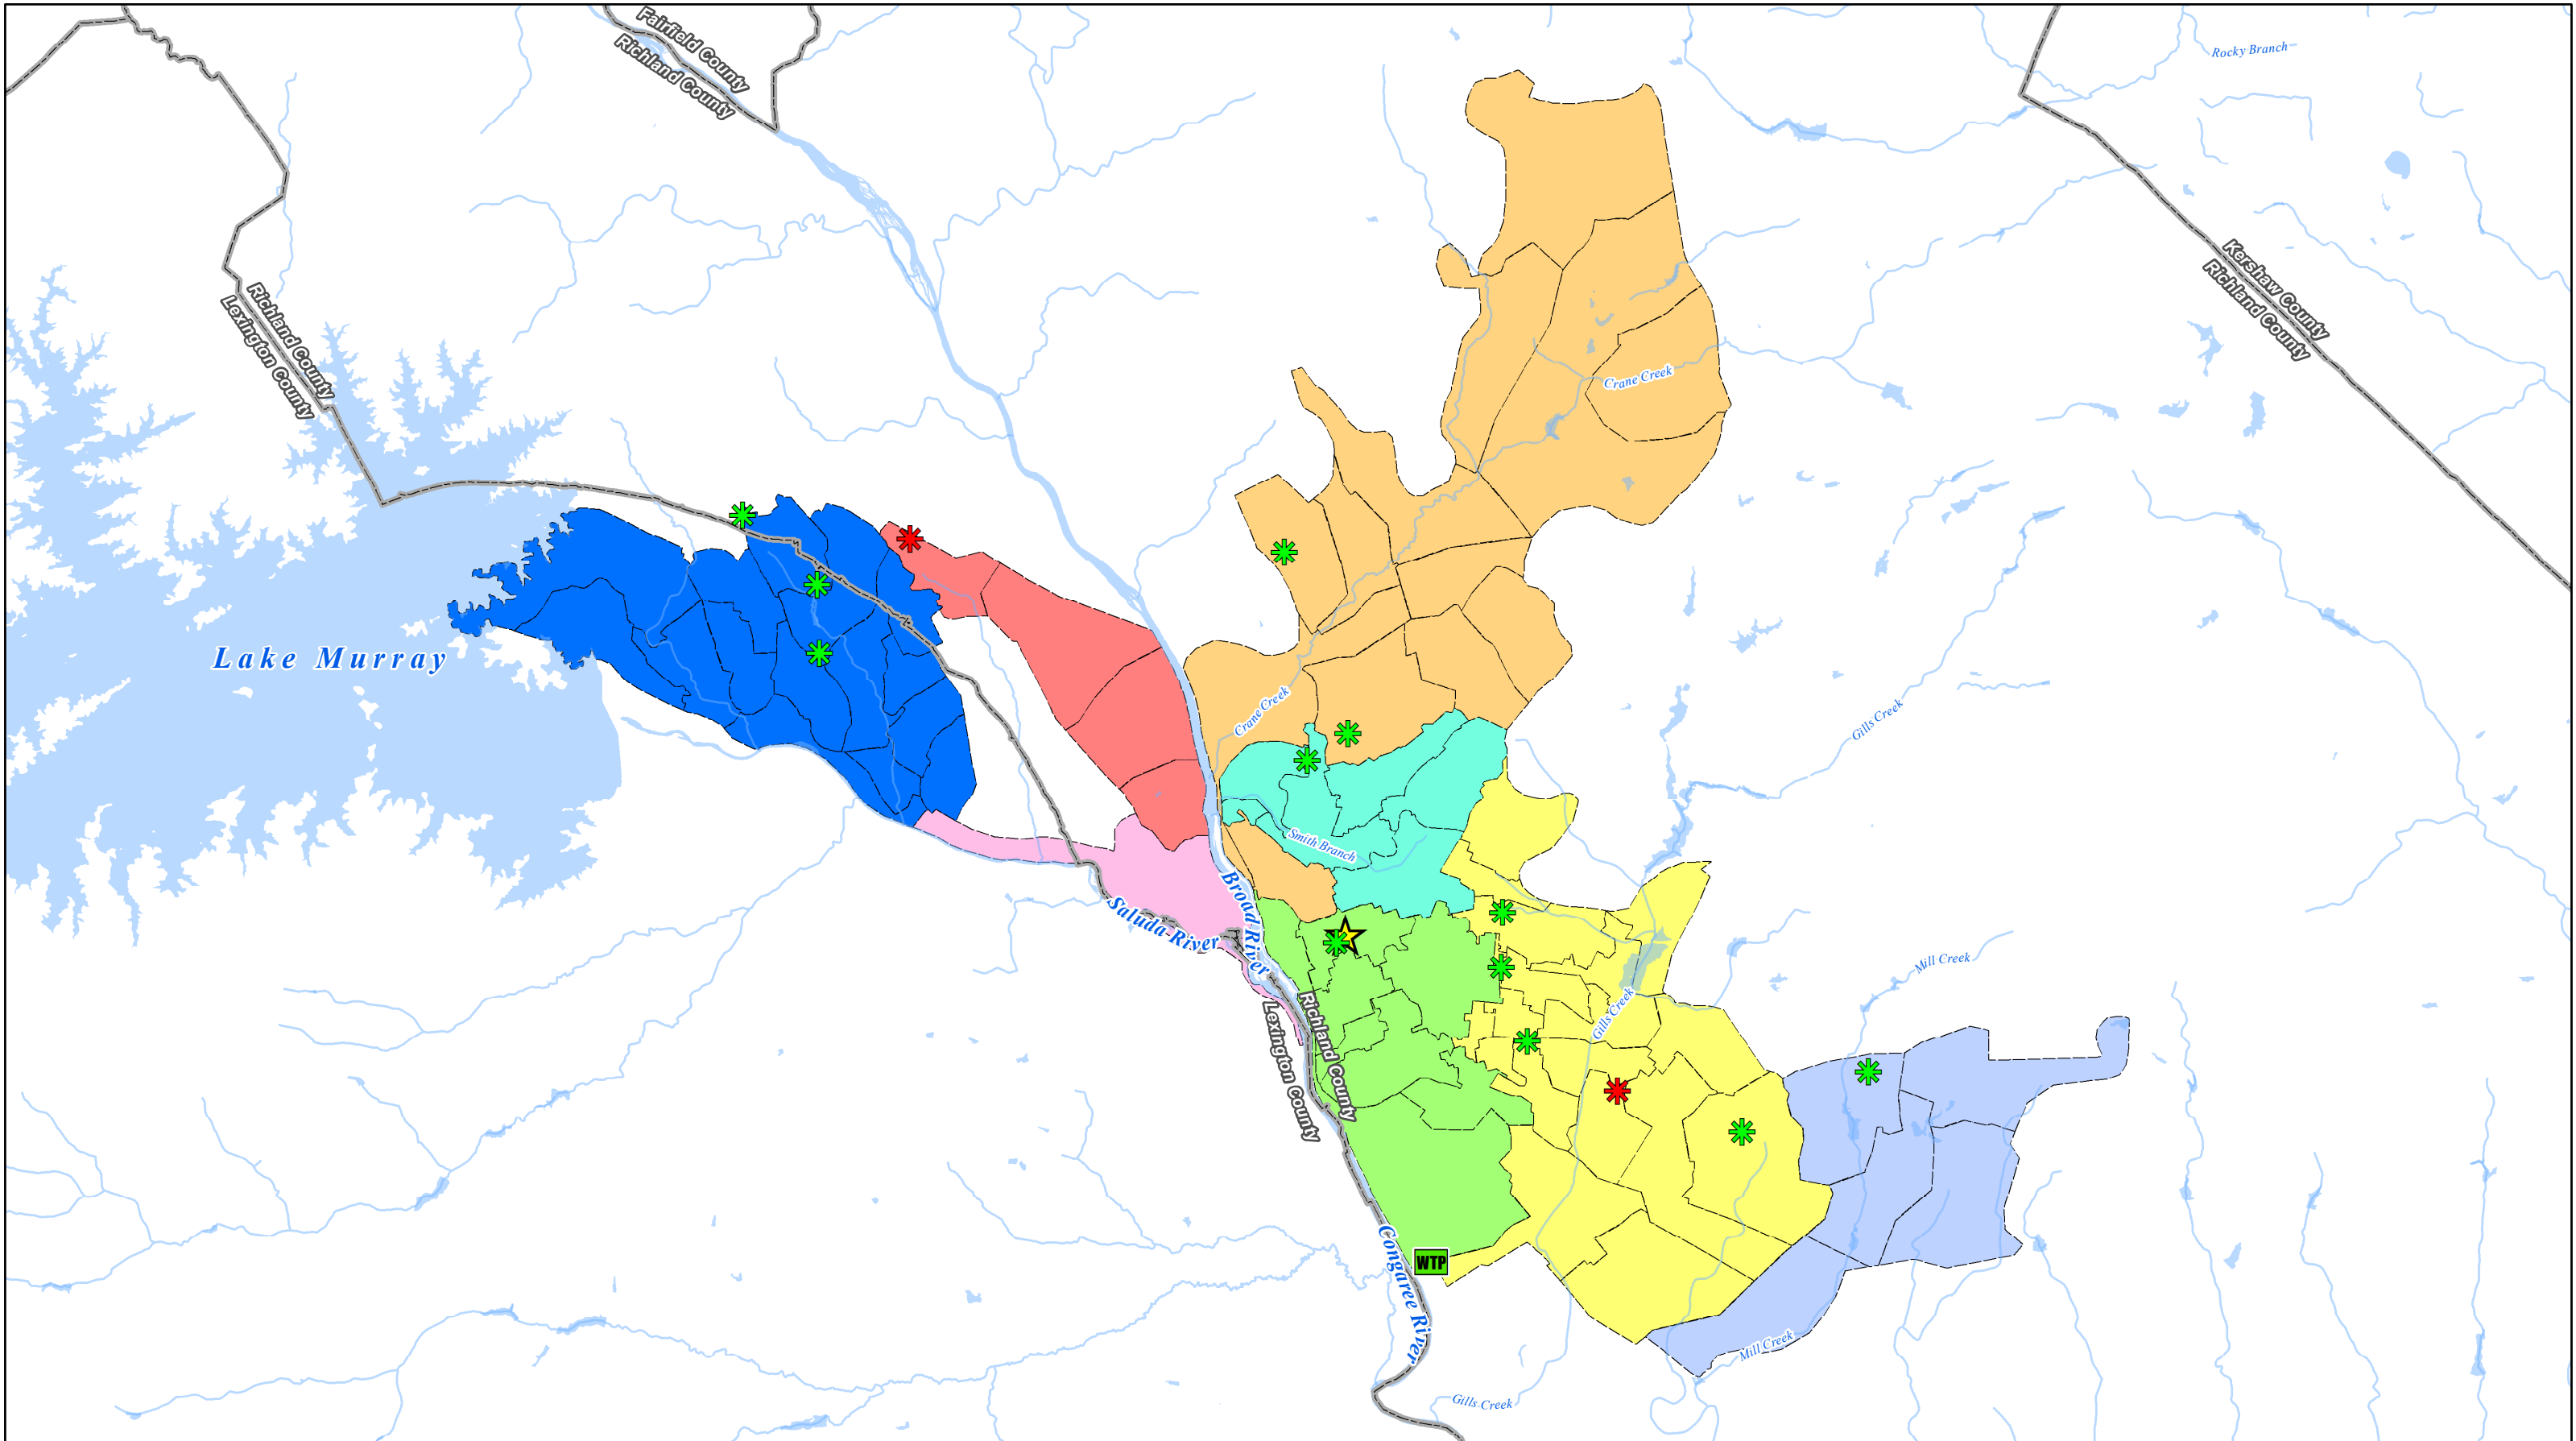 Fairfield County
Richland County
Rocky Branch
Kershaw County
Richland County
Richland County
Lexington County
Crane Creek
Lake Murray
Crane Creek
Gills Creek
Smith Branch
Broad River
Saluda River
Mill Creek
Gills Creek
Richland County
Lexington County
WTP
Congaree River
Mill Creek
Gills Creek